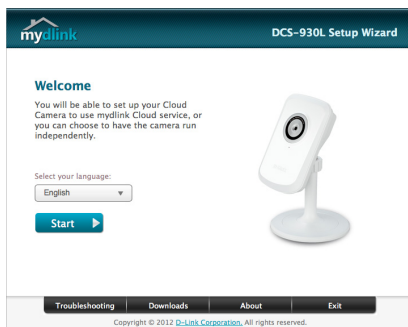 mydlink
DCS-930L Setup Wizard
Welcome
You will be able to set up your Cloud
Camera to use mydlink Cloud service, or
you can choose to have the camera run
independently.
Select your language:
English
Start
Troubleshooting Downloads About Exit
Copyright © 2012 D-Link Corporation. All rights reserved.